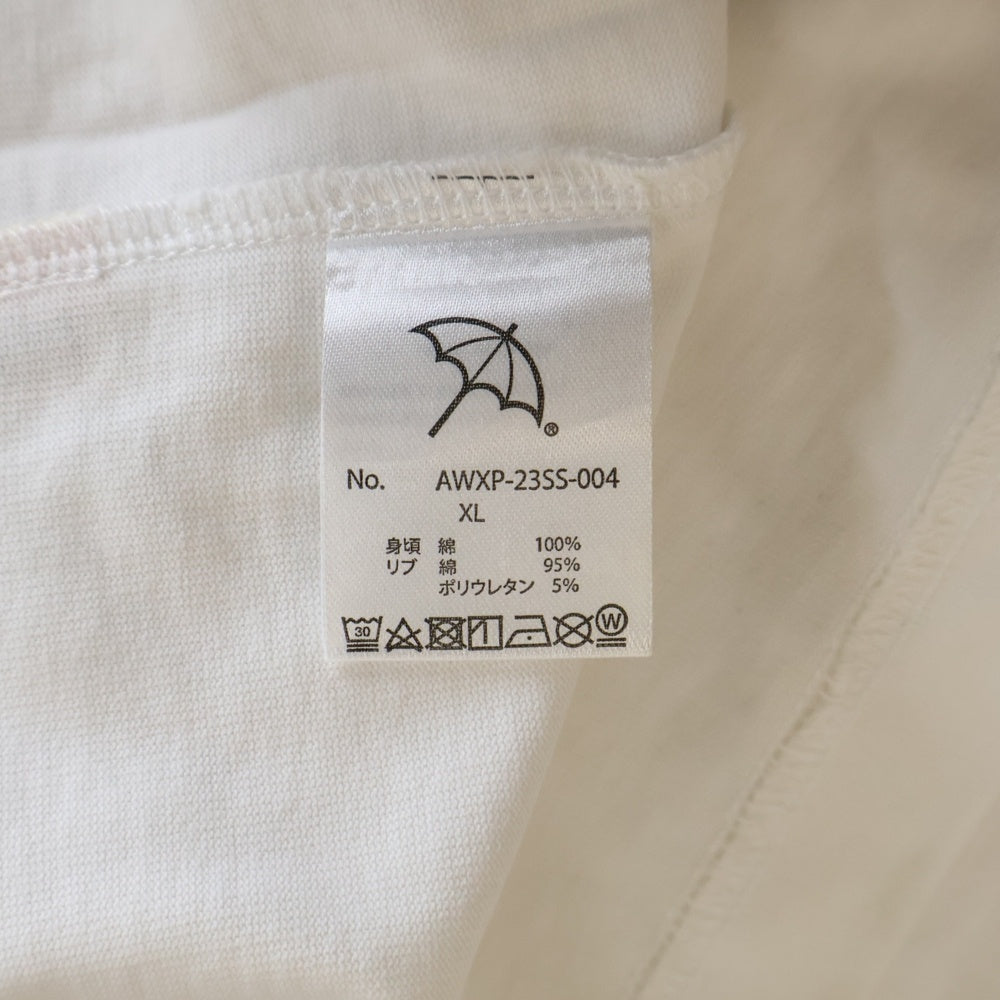 ®
No. AWXP-23SS-004
XL
身頃 綿 100%
リブ 綿 95%
ポリウレタン 5%
30 W